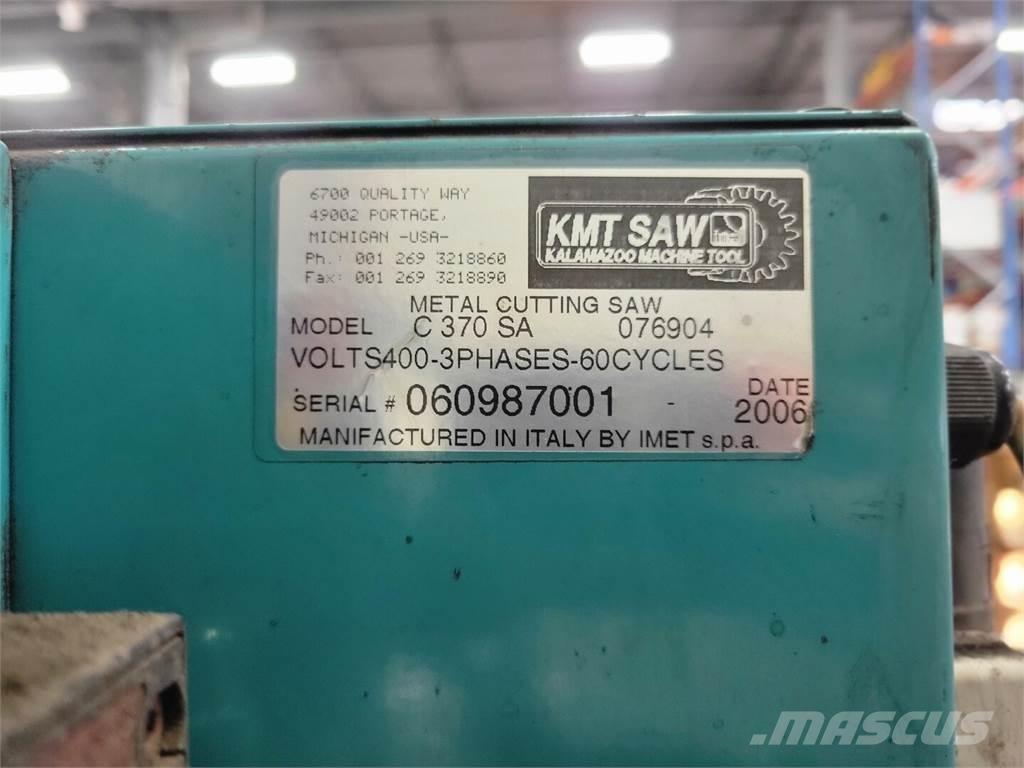 6700 QUALITY WAY
49002 PORTAGE,
MICHIGAN -USA-
Ph.: 001 269 3218860
Fax: 001 269 3218890
KMT SAW
KALAMAZOO MACHINE TOOL
METAL CUTTING SAW
MODEL C 370 SA 076904
VOLTS400-3PHASES-60CYCLES
SERIAL # 060987001 - DATE 2006
MANIFACTURED IN ITALY BY IMET s.p.a.
MASCUS